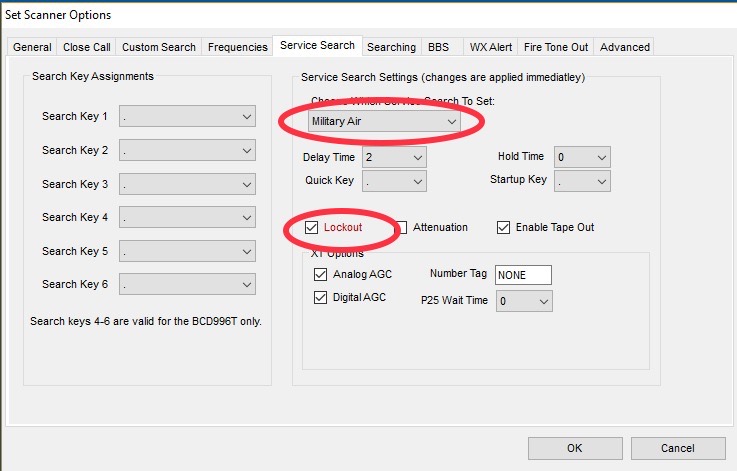 Set Scanner Options
General Close Call Custom Search Frequencies Service Search Searching BBS WX Alert Fire Tone Out Advanced
Search Key Assignments
Search Key 1 .
Search Key 2 .
Search Key 3 .
Search Key 4 .
Search Key 5 .
Search Key 6 .
Search keys 4-6 are valid for the BCD996T only.
Service Search Settings (changes are applied immediatley)
Choose Which Service Search To Set:
Military Air
Delay Time 2 Hold Time 0
Quick Key . Startup Key .
Lockout Attenuation Enable Tape Out
XT Options
Analog AGC Number Tag NONE
Digital AGC P25 Wait Time 0
OK Cancel